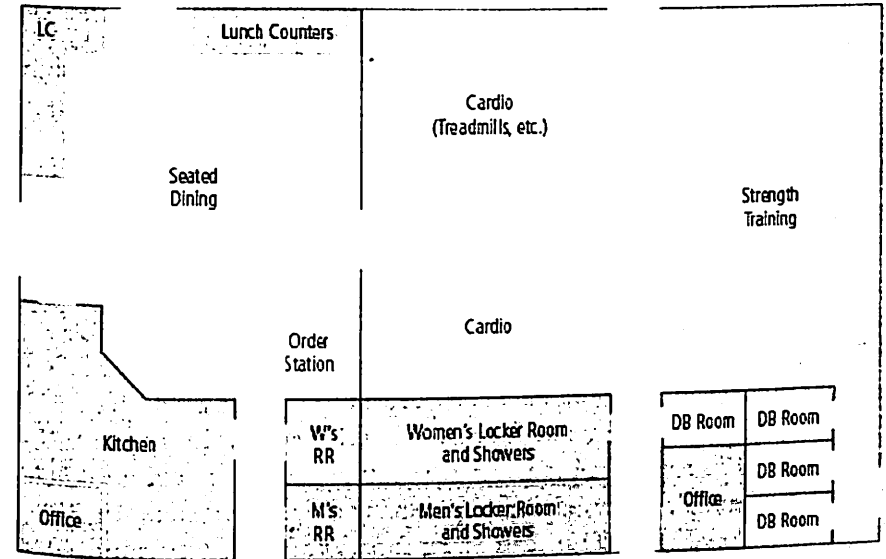 LC
Lunch Counters
Cardio
(Treadmills, etc.)
Seated
Dining
Strength
Training
Cardio
Order
Station
Kitchen
Office
W's
RR
Women's Locker Room
and Showers
M's
RR
Men's Locker Room
and Showers
DB Room
DB Room
DB Room
Office
DB Room